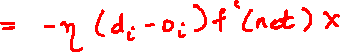 = -η (di - oi) f'(net) x